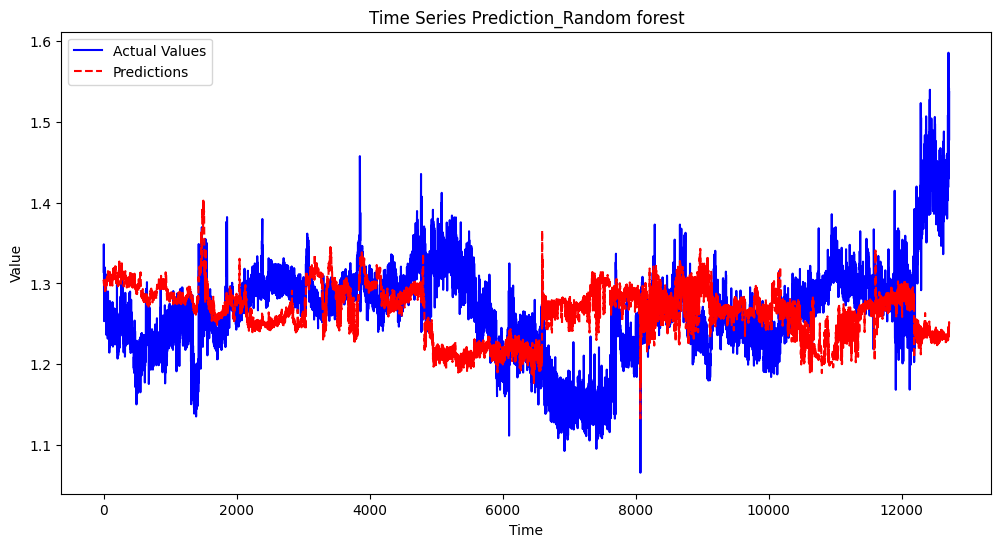 Time Series Prediction_Random forest
Actual Values
Predictions
Value
1.6
1.5
1.4
1.3
1.2
1.1
0 2000 4000 6000 8000 10000 12000
Time